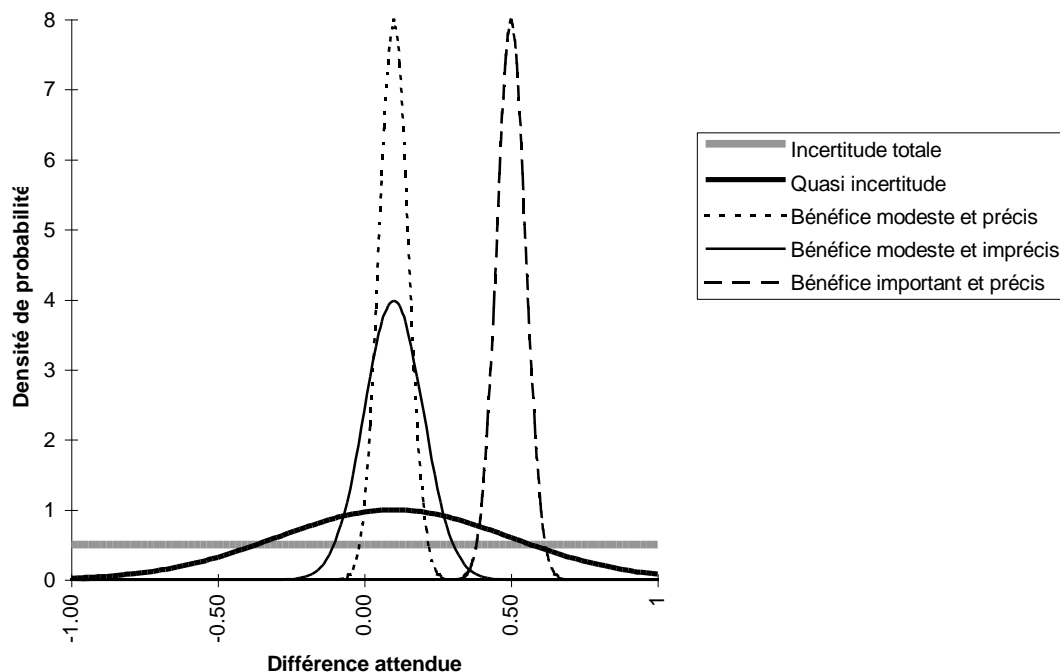 8
7
6
5
4
3
2
1
0
Densité de probabilité
-1.00
-0.50
0.00
0.50
1
Différence attendue
Incertitude totale
Quasi incertitude
Bénéfice modeste et précis
Bénéfice modeste et imprécis
Bénéfice important et précis